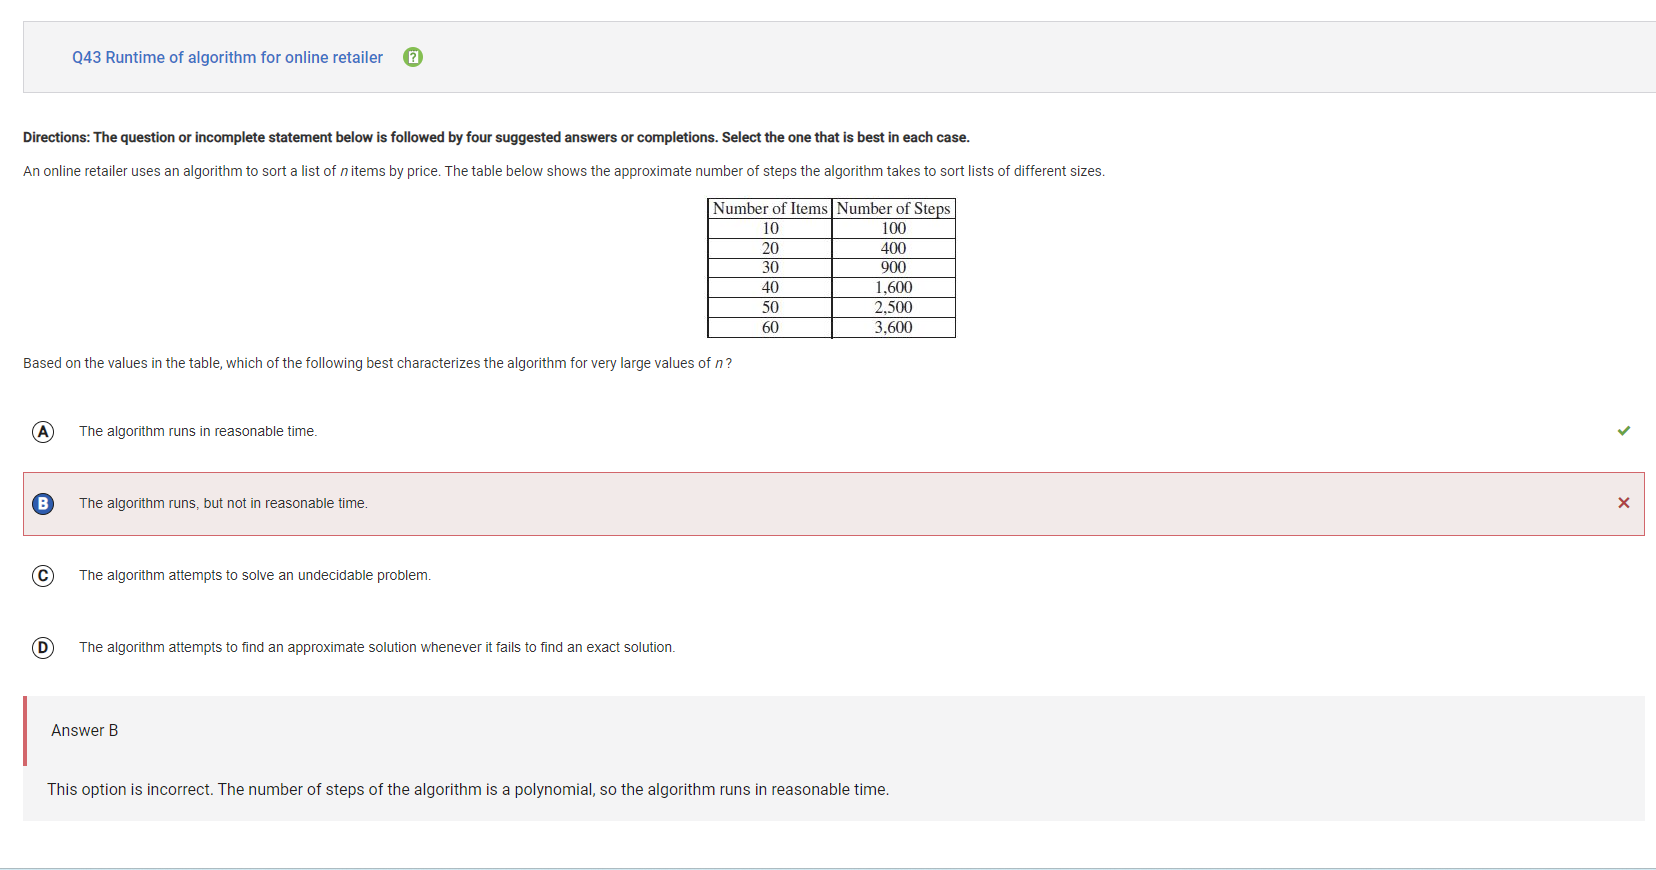 Q43 Runtime of algorithm for online retailer
Directions: The question or incomplete statement below is followed by four suggested answers or completions. Select the one that is best in each case.
An online retailer uses an algorithm to sort a list of n items by price. The table below shows the approximate number of steps the algorithm takes to sort lists of different sizes.
Number of Items Number of Steps
10 100
20 400
30 900
40 1,600
50 2,500
60 3,600
Based on the values in the table, which of the following best characterizes the algorithm for very large values of n ?
A The algorithm runs in reasonable time.
B The algorithm runs, but not in reasonable time.
C The algorithm attempts to solve an undecidable problem.
D The algorithm attempts to find an approximate solution whenever it fails to find an exact solution.
Answer B
This option is incorrect. The number of steps of the algorithm is a polynomial, so the algorithm runs in reasonable time.